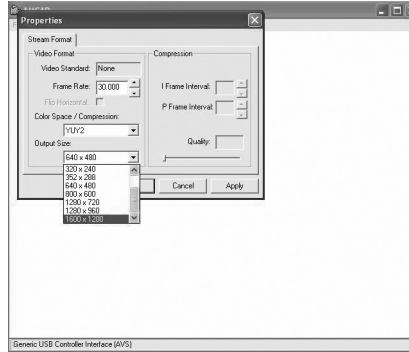 AMCAP
Properties
Stream Format
Video Format
Compression
Video Standard: None
Frame Rate: 30.000
I Frame Interval:
Flip Horizontal:
P Frame Interval:
Color Space / Compression:
YUY2
Quality:
Output Size:
640 x 480
320 x 240
352 x 288
640 x 480
800 x 600
1280 x 720
1280 x 960
1600 x 1200
Cancel
Apply
Generic USB Controller Interface (AVS)